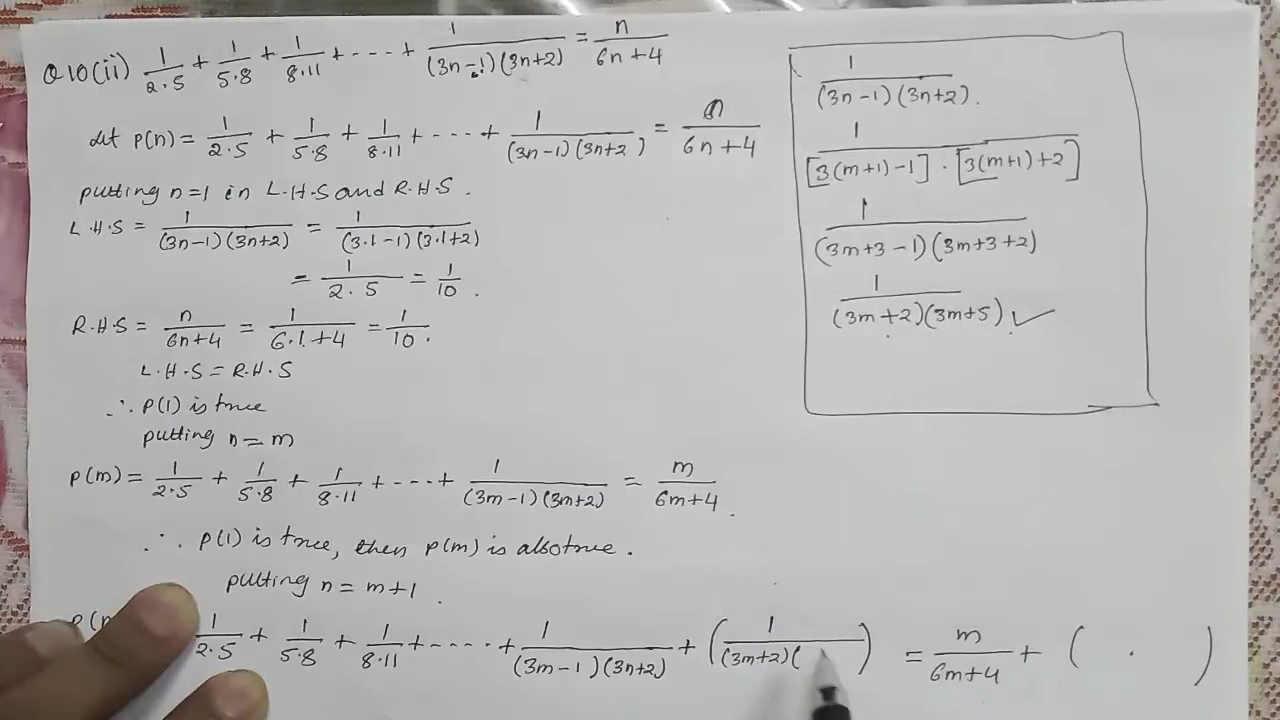 Q 10(ii) 1/2.5 + 1/5.8 + 1/8.11 + ---- + 1/(3n-1)(3n+2) = n/6n+4
Let P(n) = 1/2.5 + 1/5.8 + 1/8.11 + ---- + 1/(3n-1)(3n+2) = n/6n+4
putting n=1 in L.H.S and R.H.S.
L.H.S = 1/(3n-1)(3n+2) = 1/(3.1-1)(3.1+2)
= 1/2.5 = 1/10.
R.H.S = n/6n+4 = 1/6.1+4 = 1/10.
L.H.S = R.H.S
∴ P(1) is true
putting n=m
P(m) = 1/2.5 + 1/5.8 + 1/8.11 + ---- + 1/(3m-1)(3m+2) = m/6m+4.
∴ P(1) is true, then P(m) is also true.
putting n = m+1.
1/2.5 + 1/5.8 + 1/8.11 + ---- + 1/(3m-1)(3n+2) + (1/(3m+2)( ) = m/6m+4 + ( . )
1/(3n-1)(3n+2).
1/[3(m+1)-1] . [3(m+1)+2]
1/(3m+3-1)(3m+3+2)
1/(3m+2)(3m+5) ✓